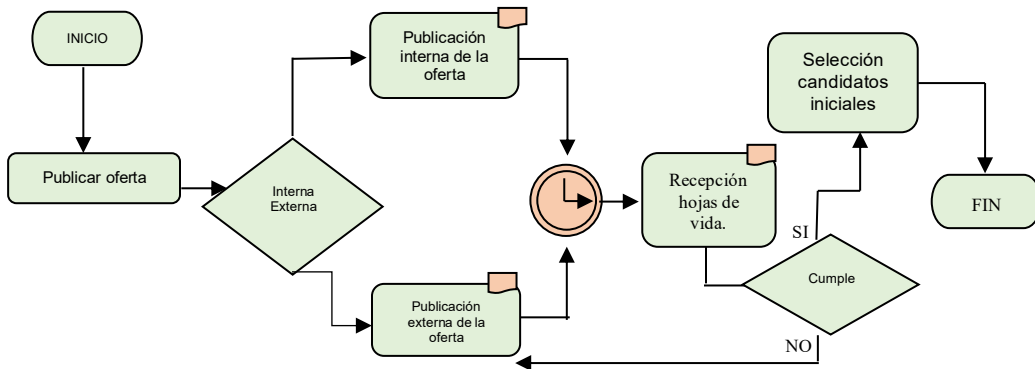 INICIO
Publicar oferta
Interna
Externa
Publicación
interna de la
oferta
Publicación
externa de la
oferta
Recepción
hojas de
vida.
Selección
candidatos
iniciales
SI
Cumple
NO
FIN